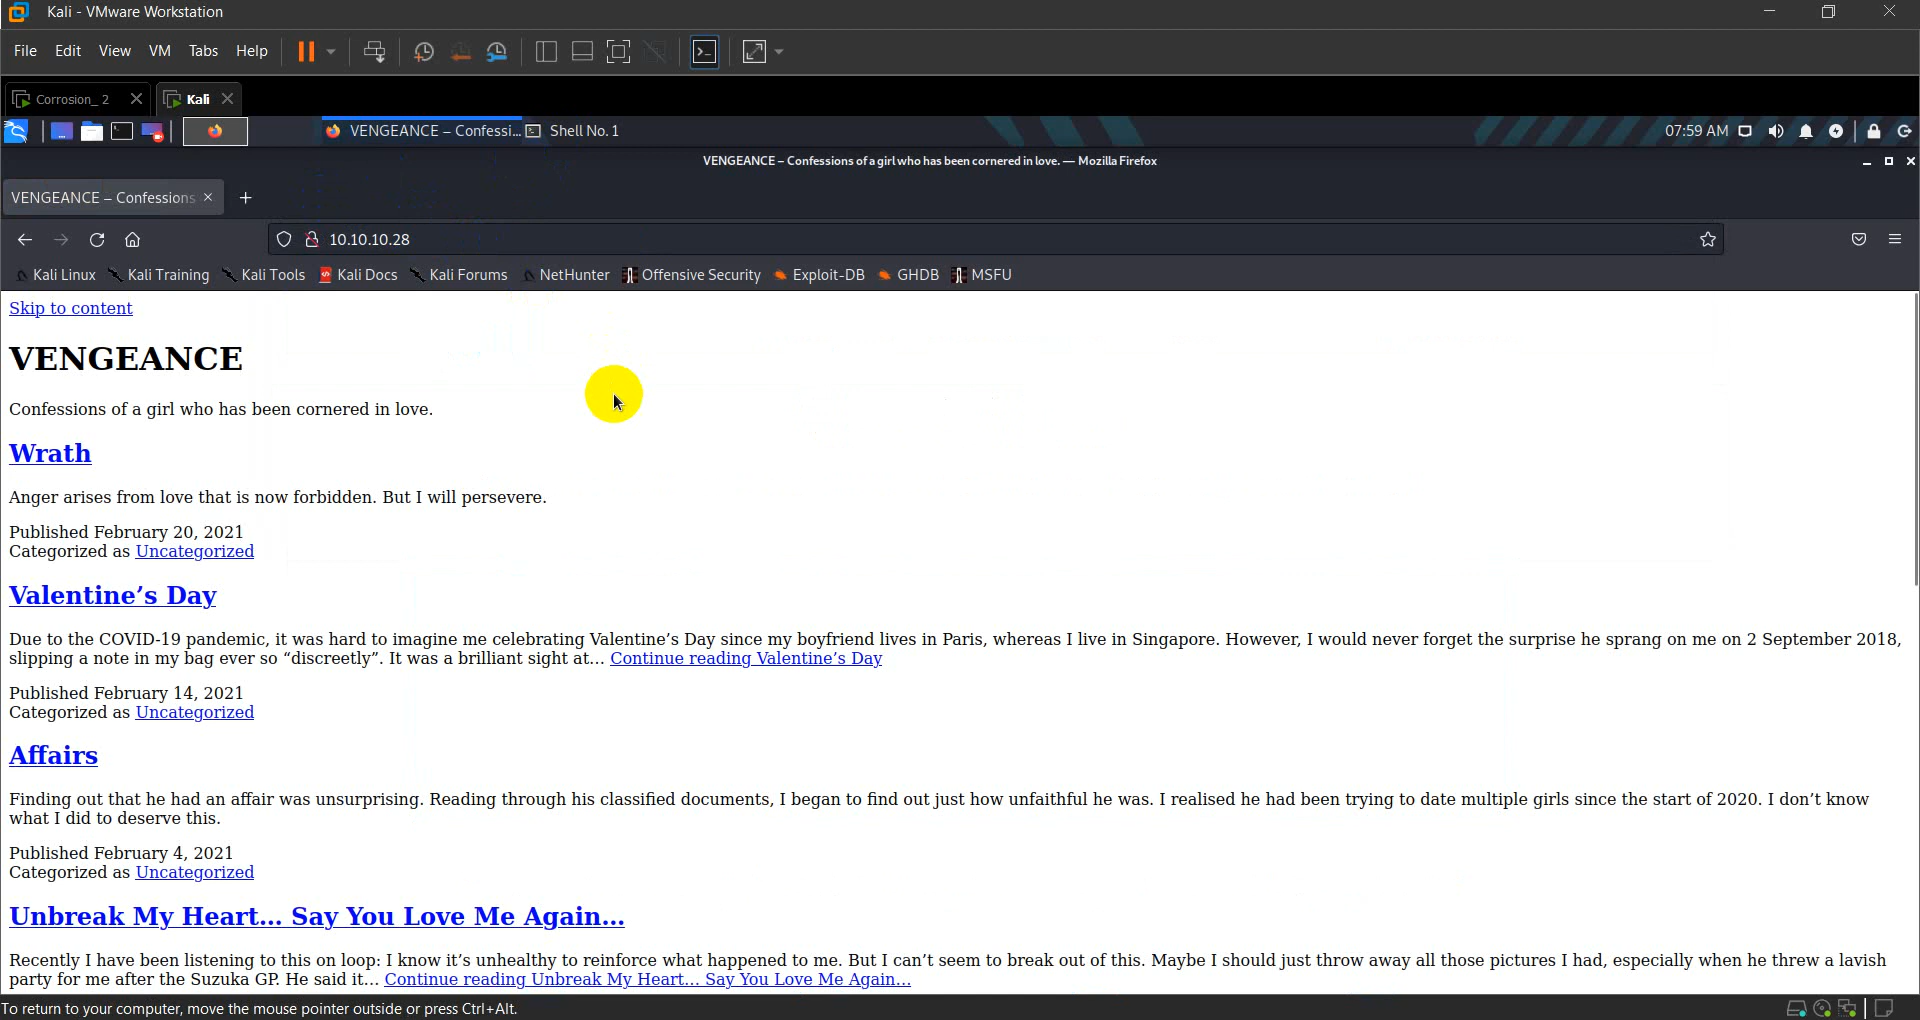 Kali - VMware Workstation
File Edit View VM Tabs Help
Corrosion_ 2 Kali
VENGEANCE – Confessi... Shell No. 1 07:59 AM
VENGEANCE – Confessions of a girl who has been cornered in love. — Mozilla Firefox
VENGEANCE – Confessions
10.10.10.28
Kali Linux Kali Training Kali Tools Kali Docs Kali Forums NetHunter Offensive Security Exploit-DB GHDB MSFU
Skip to content
VENGEANCE
Confessions of a girl who has been cornered in love.
Wrath
Anger arises from love that is now forbidden. But I will persevere.
Published February 20, 2021
Categorized as Uncategorized
Valentine’s Day
Due to the COVID-19 pandemic, it was hard to imagine me celebrating Valentine’s Day since my boyfriend lives in Paris, whereas I live in Singapore. However, I would never forget the surprise he sprang on me on 2 September 2018,
slipping a note in my bag ever so “discreetly”. It was a brilliant sight at… Continue reading Valentine’s Day
Published February 14, 2021
Categorized as Uncategorized
Affairs
Finding out that he had an affair was unsurprising. Reading through his classified documents, I began to find out just how unfaithful he was. I realised he had been trying to date multiple girls since the start of 2020. I don’t know
what I did to deserve this.
Published February 4, 2021
Categorized as Uncategorized
Unbreak My Heart… Say You Love Me Again…
Recently I have been listening to this on loop: I know it’s unhealthy to reinforce what happened to me. But I can’t seem to break out of this. Maybe I should just throw away all those pictures I had, especially when he threw a lavish
party for me after the Suzuka GP. He said it… Continue reading Unbreak My Heart… Say You Love Me Again…
To return to your computer, move the mouse pointer outside or press Ctrl+Alt.